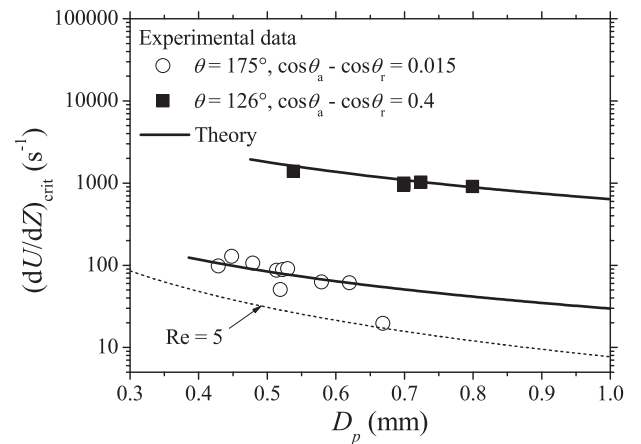 100000
10000
1000
100
10
(dU/dZ)crit (s⁻¹)
Experimental data
θ = 175°, cosθa - cosθr = 0.015
θ = 126°, cosθa - cosθr = 0.4
Theory
Re = 5
0.3 0.4 0.5 0.6 0.7 0.8 0.9 1.0
Dp (mm)